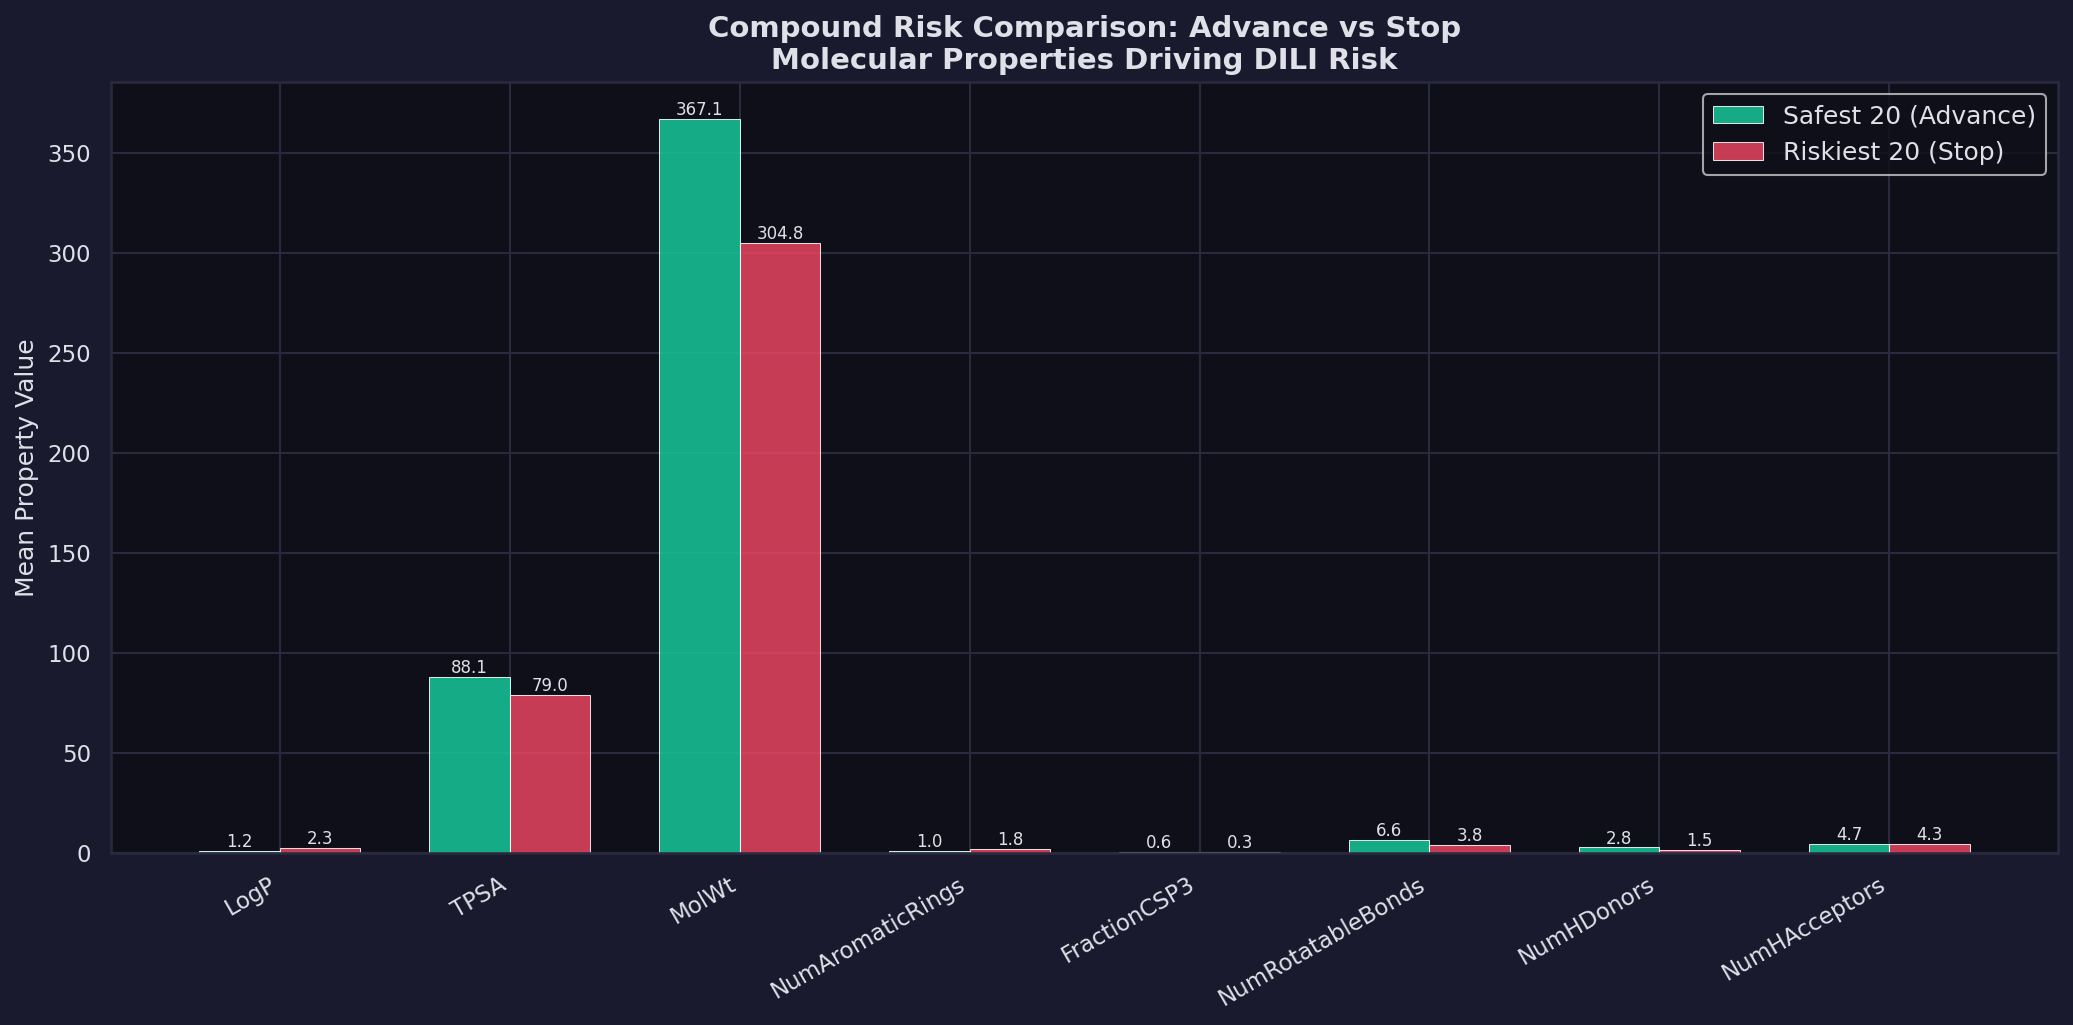 Compound Risk Comparison: Advance vs Stop
Molecular Properties Driving DILI Risk
Safest 20 (Advance)
Riskiest 20 (Stop)
Mean Property Value
350
300
250
200
150
100
50
0
1.2
2.3
88.1
79.0
367.1
304.8
1.0
1.8
0.6
0.3
6.6
3.8
2.8
1.5
4.7
4.3
LogP
TPSA
MolWt
NumAromaticRings
FractionCSP3
NumRotatableBonds
NumHDonors
NumHAcceptors